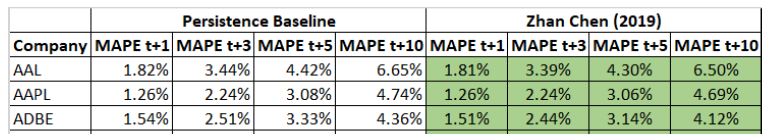 Persistence Baseline Zhan Chen (2019)
Company MAPE t+1 MAPE t+3 MAPE t+5 MAPE t+10 MAPE t+1 MAPE t+3 MAPE t+5 MAPE t+10
AAL 1.82% 3.44% 4.42% 6.65% 1.81% 3.39% 4.30% 6.50%
AAPL 1.26% 2.24% 3.08% 4.74% 1.26% 2.24% 3.06% 4.69%
ADBE 1.54% 2.51% 3.33% 4.36% 1.51% 2.44% 3.14% 4.12%